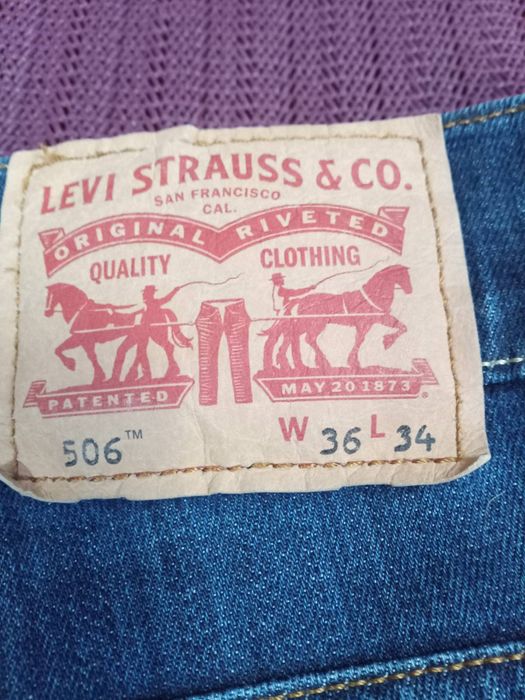 LEVI STRAUSS & CO.
SAN FRANCISCO
CAL.
ORIGINAL RIVETED
QUALITY CLOTHING
PATENTED MAY 20 1873 ®
506™ W 36 L 34